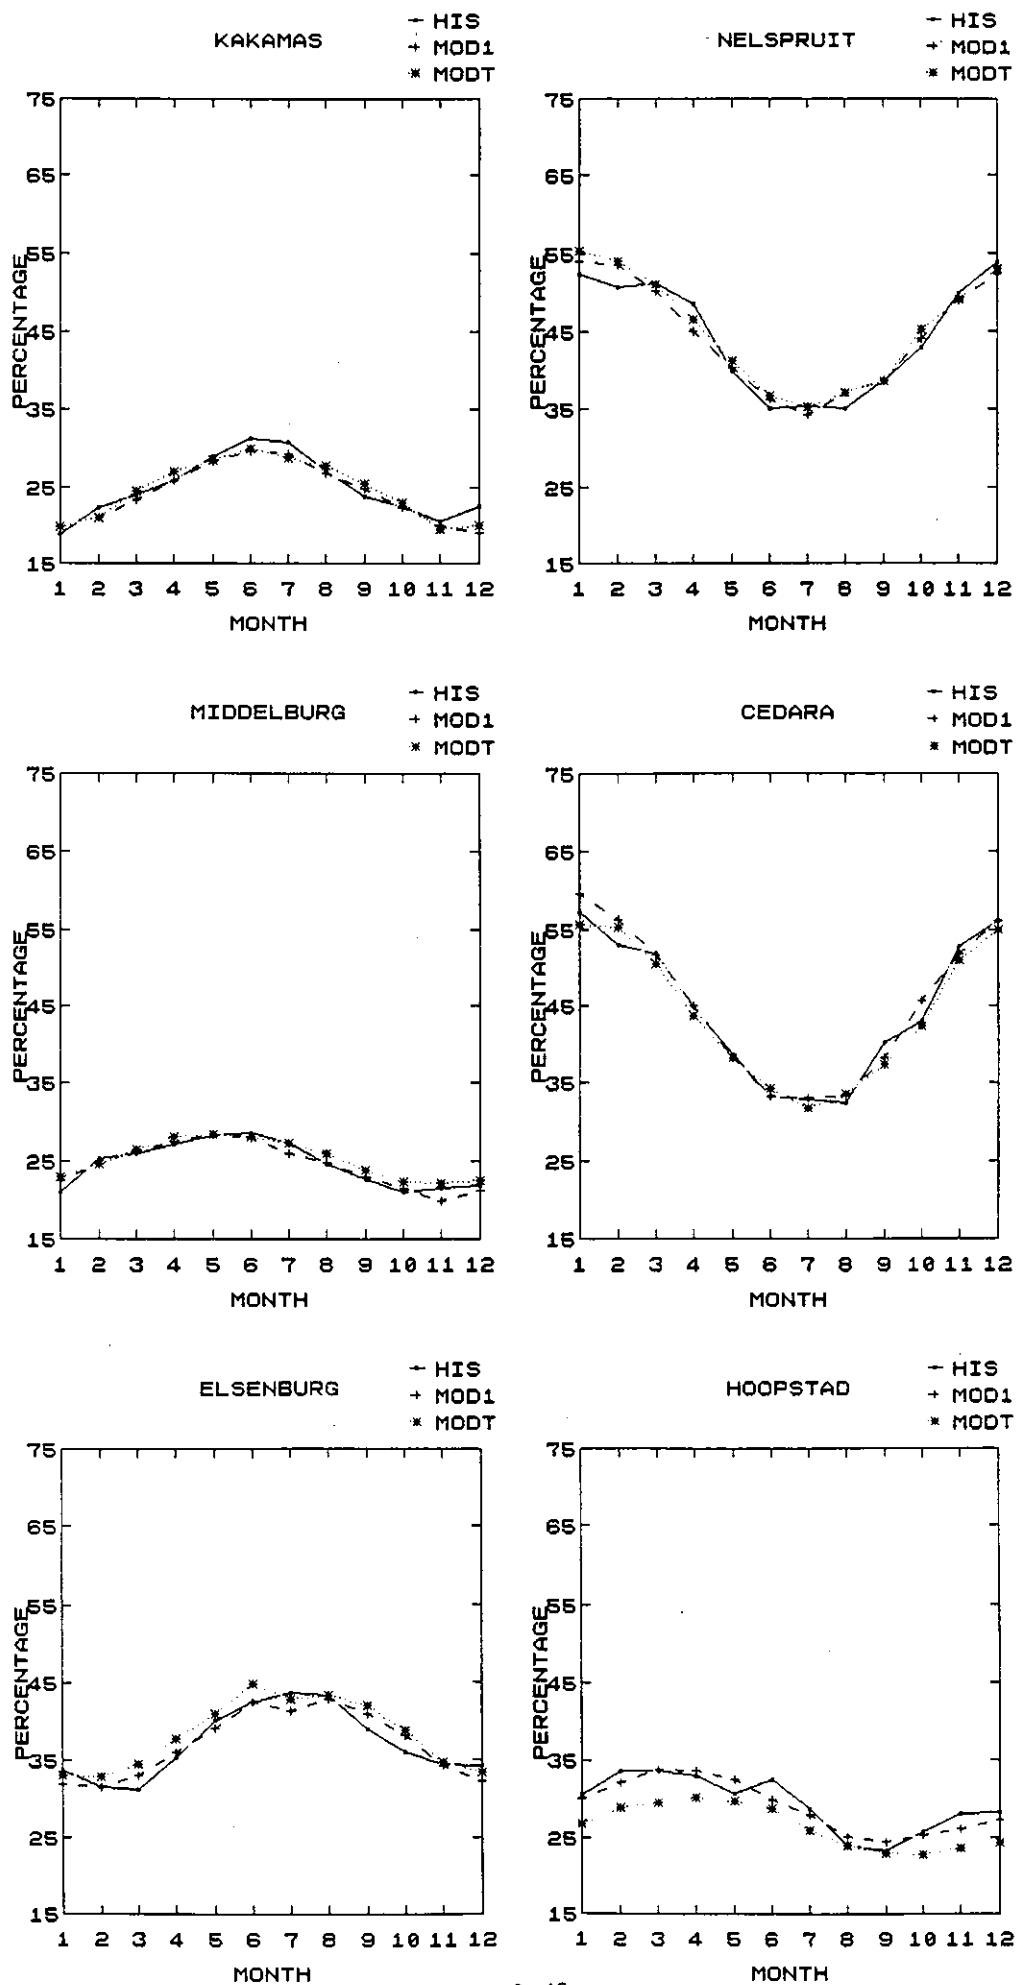 KAKAMAS
HIS
MOD1
MODT
75
65
55
45
35
25
15
PERCENTAGE
1 2 3 4 5 6 7 8 9 10 11 12
MONTH
NELSPRUIT
HIS
MOD1
MODT
75
65
55
45
35
25
15
PERCENTAGE
1 2 3 4 5 6 7 8 9 10 11 12
MONTH
MIDDELBURG
HIS
MOD1
MODT
75
65
55
45
35
25
15
PERCENTAGE
1 2 3 4 5 6 7 8 9 10 11 12
MONTH
CEDARA
HIS
MOD1
MODT
75
65
55
45
35
25
15
PERCENTAGE
1 2 3 4 5 6 7 8 9 10 11 12
MONTH
ELSENBURG
HIS
MOD1
MODT
75
65
55
45
35
25
15
PERCENTAGE
1 2 3 4 5 6 7 8 9 10 11 12
MONTH
HOOPSTAD
HIS
MOD1
MODT
75
65
55
45
35
25
15
PERCENTAGE
1 2 3 4 5 6 7 8 9 10 11 12
MONTH